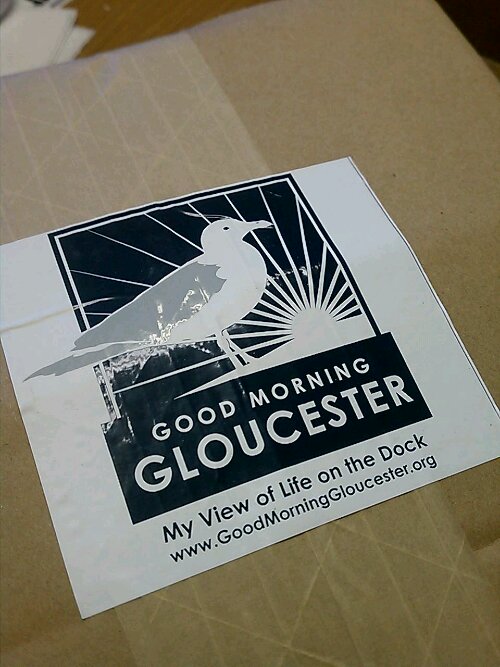 GOOD MORNING
GLOUCESTER
My View of Life on the Dock
www.GoodMorningGloucester.org